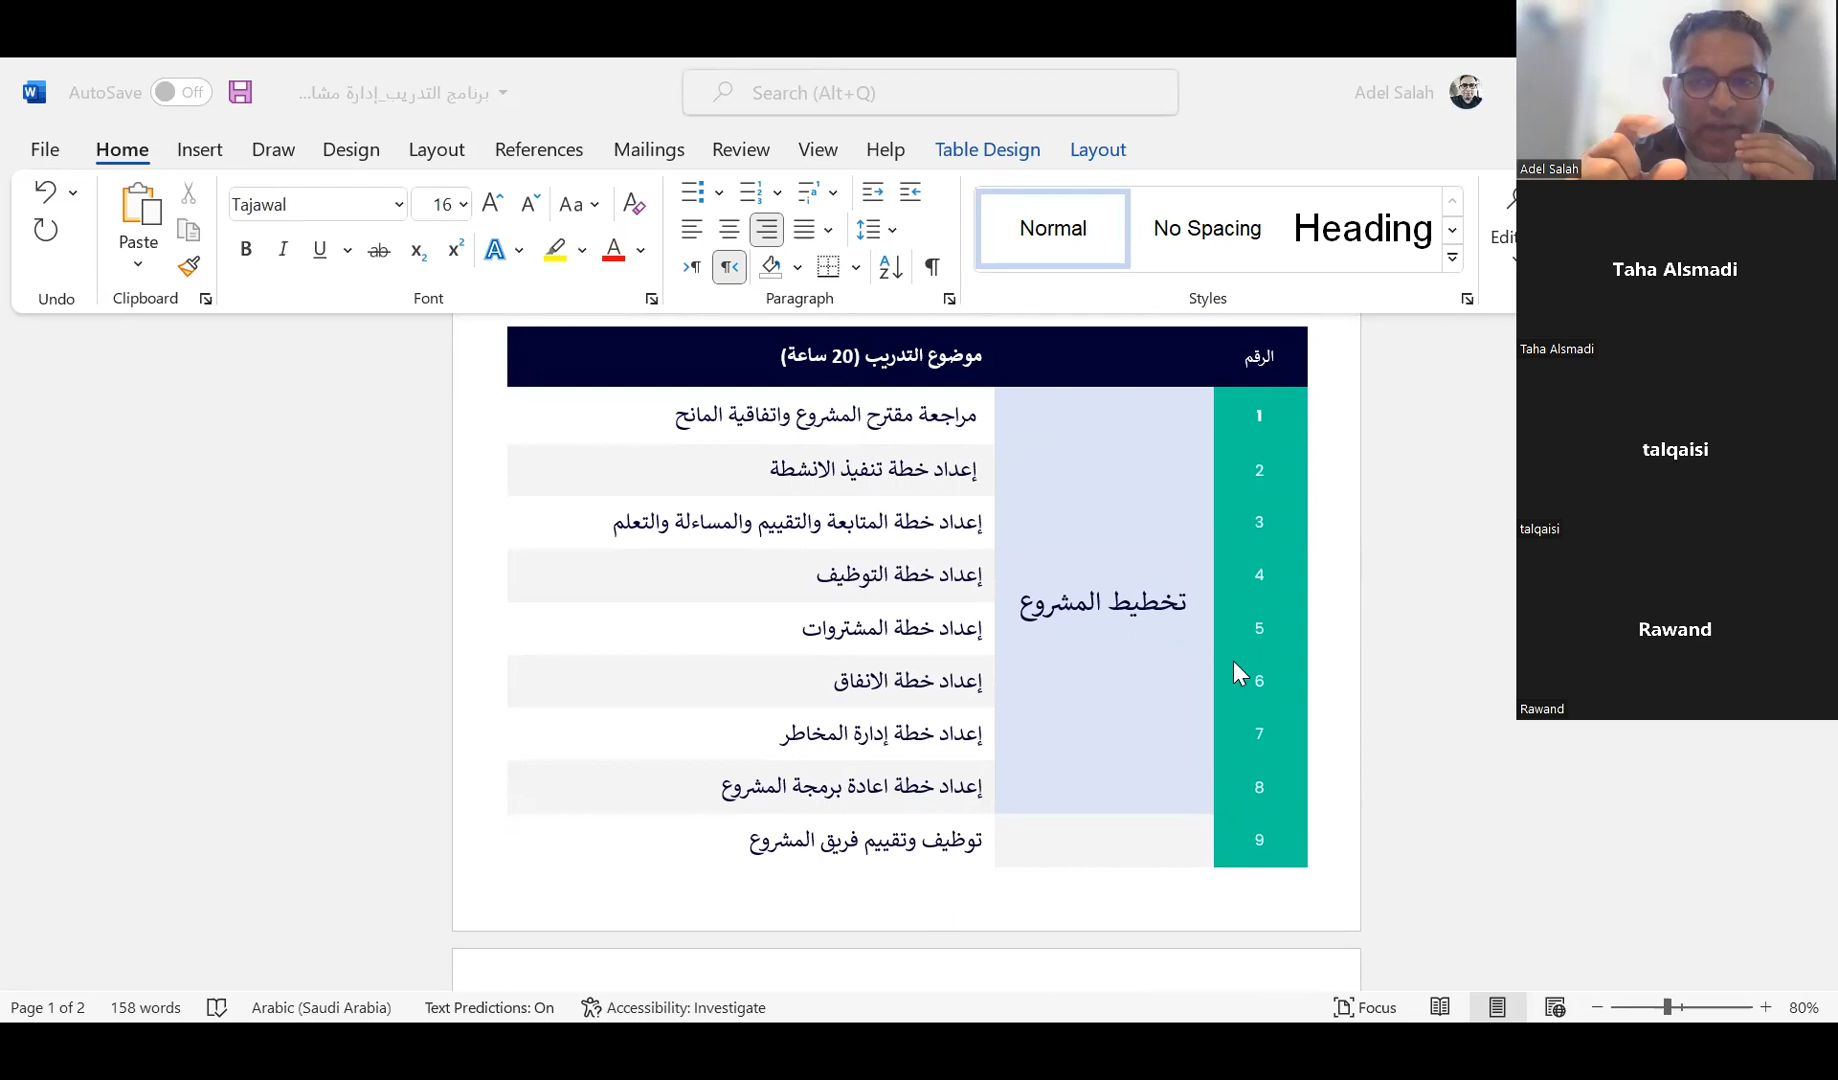 AutoSave Off
برنامج التدريب_إدارة مشا...
Search (Alt+Q)
Adel Salah
File Home Insert Draw Design Layout References Mailings Review View Help Table Design Layout
Tajawal 16
Paste
Normal
No Spacing
Heading
Undo Clipboard Font Paragraph Styles
الرقم موضوع التدريب (20 ساعة)
1 مراجعة مقترح المشروع واتفاقية المانح
2 إعداد خطة تنفيذ الانشطة
3 إعداد خطة المتابعة والتقييم والمساءلة والتعلم
4 إعداد خطة التوظيف
تخطيط المشروع
5 إعداد خطة المشتروات
6 إعداد خطة الانفاق
7 إعداد خطة إدارة المخاطر
8 إعداد خطة اعادة برمجة المشروع
9 توظيف وتقييم فريق المشروع
Page 1 of 2 158 words Arabic (Saudi Arabia) Text Predictions: On Accessibility: Investigate Focus 80%
Adel Salah
Taha Alsmadi
Taha Alsmadi
talqaisi
talqaisi
Rawand
Rawand